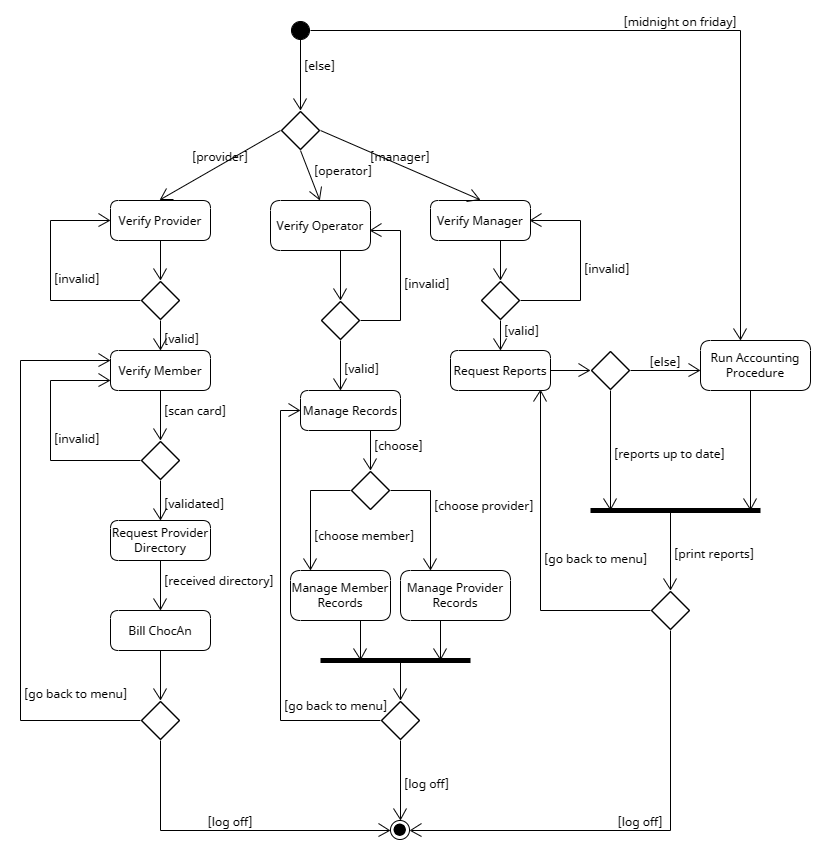 [midnight on friday]
[else]
[provider]
[operator]
[manager]
Verify Provider
Verify Operator
Verify Manager
[invalid]
[invalid]
[invalid]
[valid]
[valid]
[valid]
Verify Member
Request Reports
[else]
Run Accounting
Procedure
[scan card]
Manage Records
[invalid]
[choose]
[reports up to date]
[validated]
[choose provider]
Request Provider
Directory
[choose member]
[print reports]
[go back to menu]
[received directory]
Manage Member
Records
Manage Provider
Records
Bill ChocAn
[go back to menu]
[go back to menu]
[log off]
[log off]
[log off]